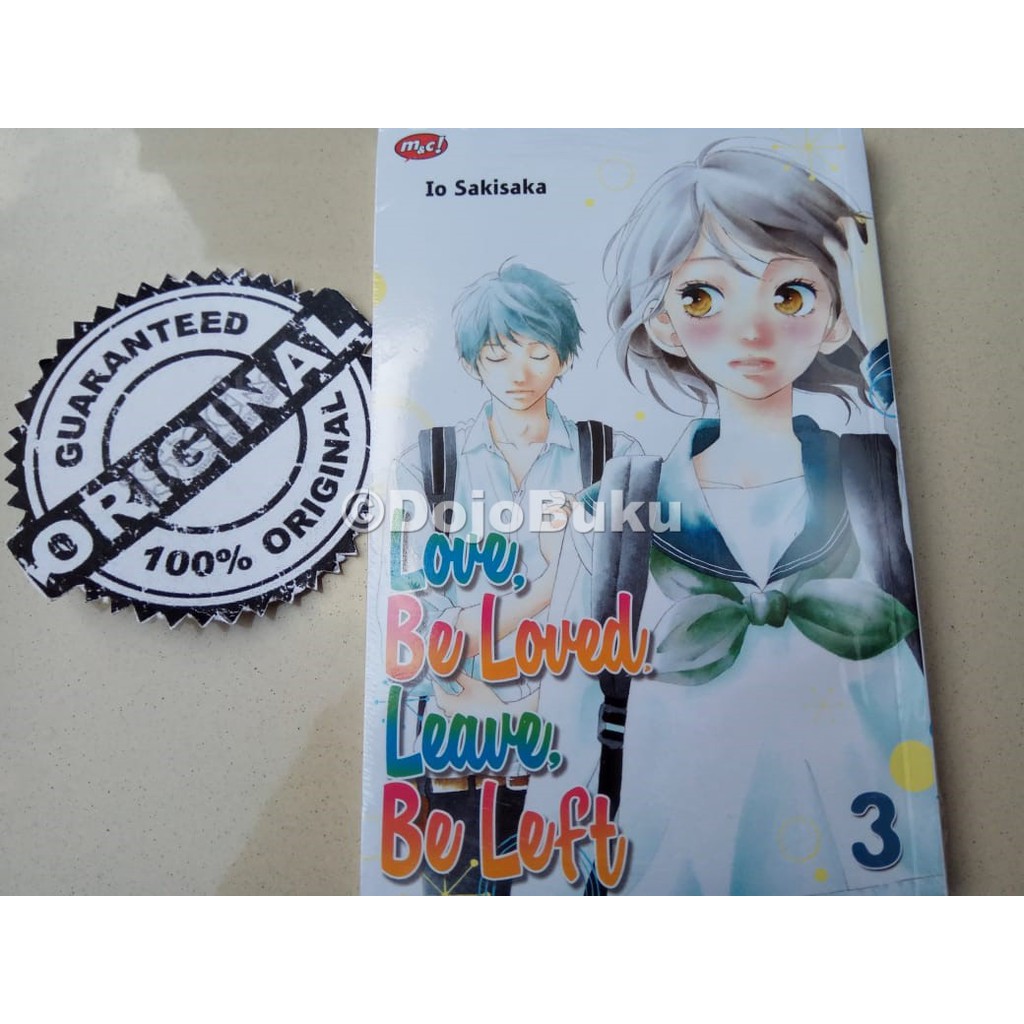 m&c!
Io Sakisaka
GUARANTEED
ORIGINAL
100% ORIGINAL
©DojoBuku
Love,
Be Loved.
Leave,
Be Left
3